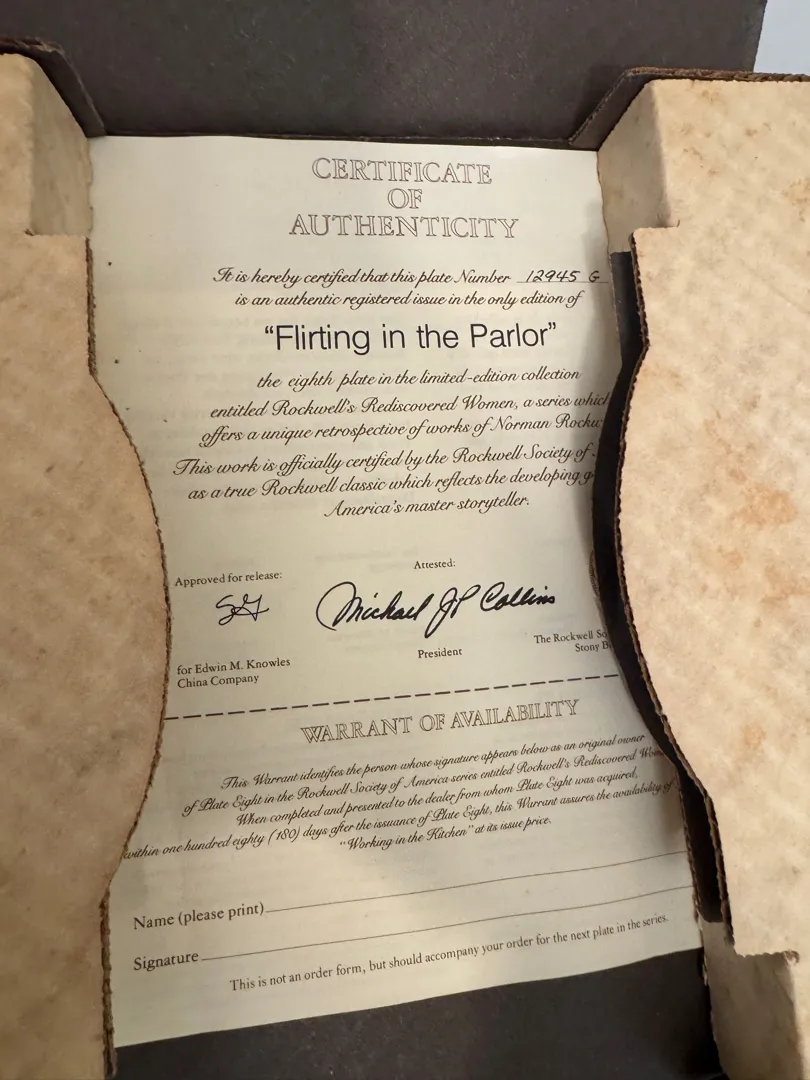 CERTIFICATE
OF
AUTHENTICITY
It is hereby certified that this plate Number 12945 G
is an authentic registered issue in the only edition of
“Flirting in the Parlor”
the eighth plate in the limited-edition collection
entitled Rockwell's Rediscovered Women, a series which
offers a unique retrospective of works of Norman
This work is officially certified by the Rockwell Society of
as a true Rockwell classic which reflects the developing
America's master storyteller.
Approved for release:
Attested:
SG
Michael JP Collins
for Edwin M. Knowles
China Company
President
The Rockwell
Stony
WARRANT OF AVAILABILITY
This Warrant identifies the person whose signature appears below as an original owner
of Plate Eight in the Rockwell Society of America series entitled Rockwell's Rediscovered
When completed and presented to the dealer from whom Plate Eight was acquired,
within one hundred eighty (180) days after the issuance of Plate Eight, this Warrant assures the availability of
“Working in the Kitchen” at its issue price.
Name (please print)
Signature
This is not an order form, but should accompany your order for the next plate in the series.